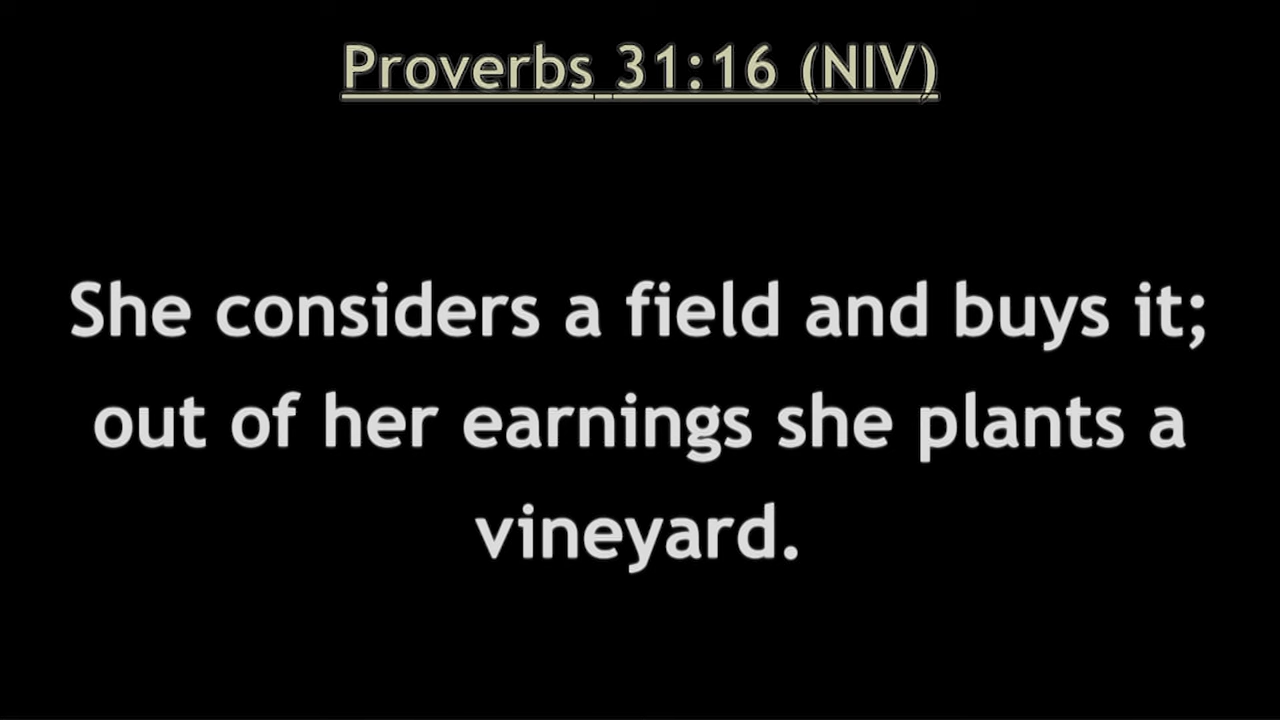 Proverbs 31:16 (NIV)
She considers a field and buys it;
out of her earnings she plants a
vineyard.